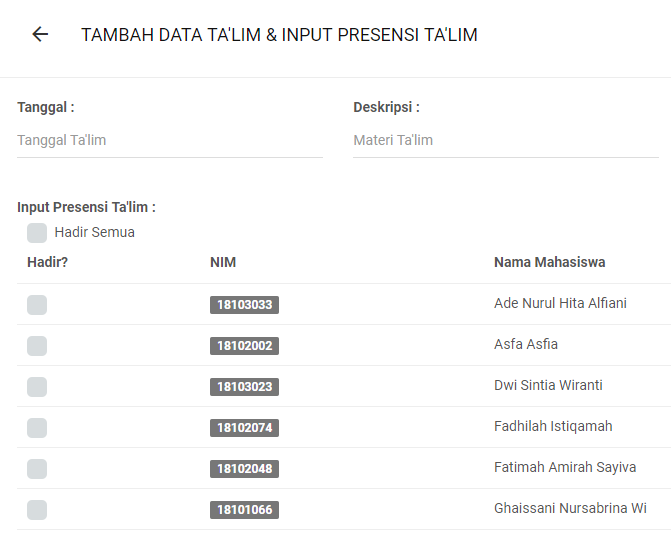 TAMBAH DATA TA'LIM & INPUT PRESENSI TA'LIM
Tanggal : Deskripsi :
Tanggal Ta'lim Materi Ta'lim
Input Presensi Ta'lim :
Hadir Semua
Hadir? NIM Nama Mahasiswa
18103033 Ade Nurul Hita Alfiani
18102002 Asfa Asfia
18103023 Dwi Sintia Wiranti
18102074 Fadhilah Istiqamah
18102048 Fatimah Amirah Sayiva
18101066 Ghaissani Nursabrina Wi